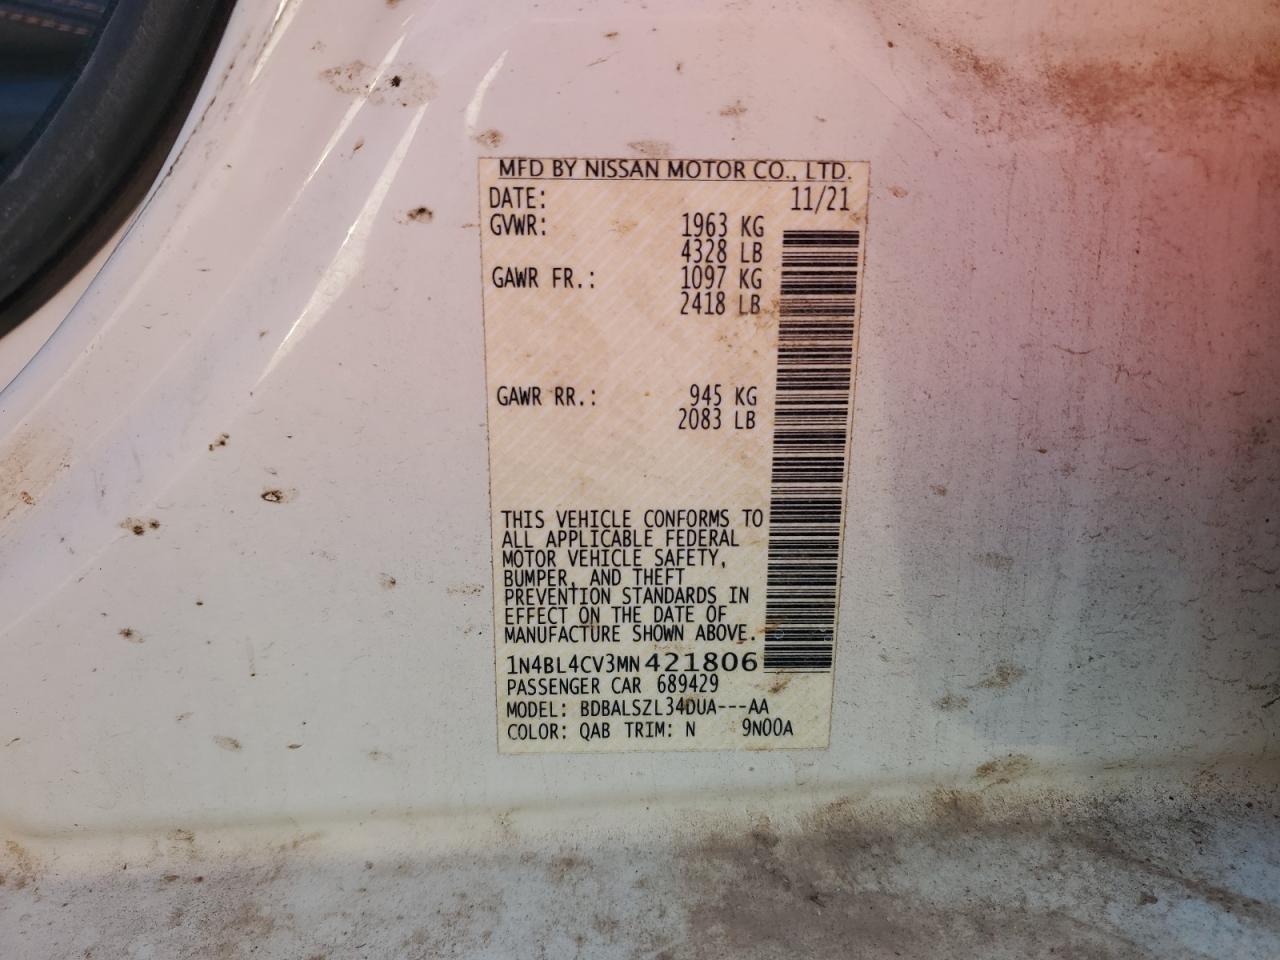 MFD BY NISSAN MOTOR CO., LTD.
DATE: 11/21
GVWR: 1963 KG
4328 LB
GAWR FR.: 1097 KG
2418 LB
GAWR RR.: 945 KG
2083 LB
THIS VEHICLE CONFORMS TO
ALL APPLICABLE FEDERAL
MOTOR VEHICLE SAFETY,
BUMPER, AND THEFT
PREVENTION STANDARDS IN
EFFECT ON THE DATE OF
MANUFACTURE SHOWN ABOVE.
1N4BL4CV3MN421806
PASSENGER CAR 689429
MODEL: BDBALSZL34DUA---AA
COLOR: QAB TRIM: N 9N00A